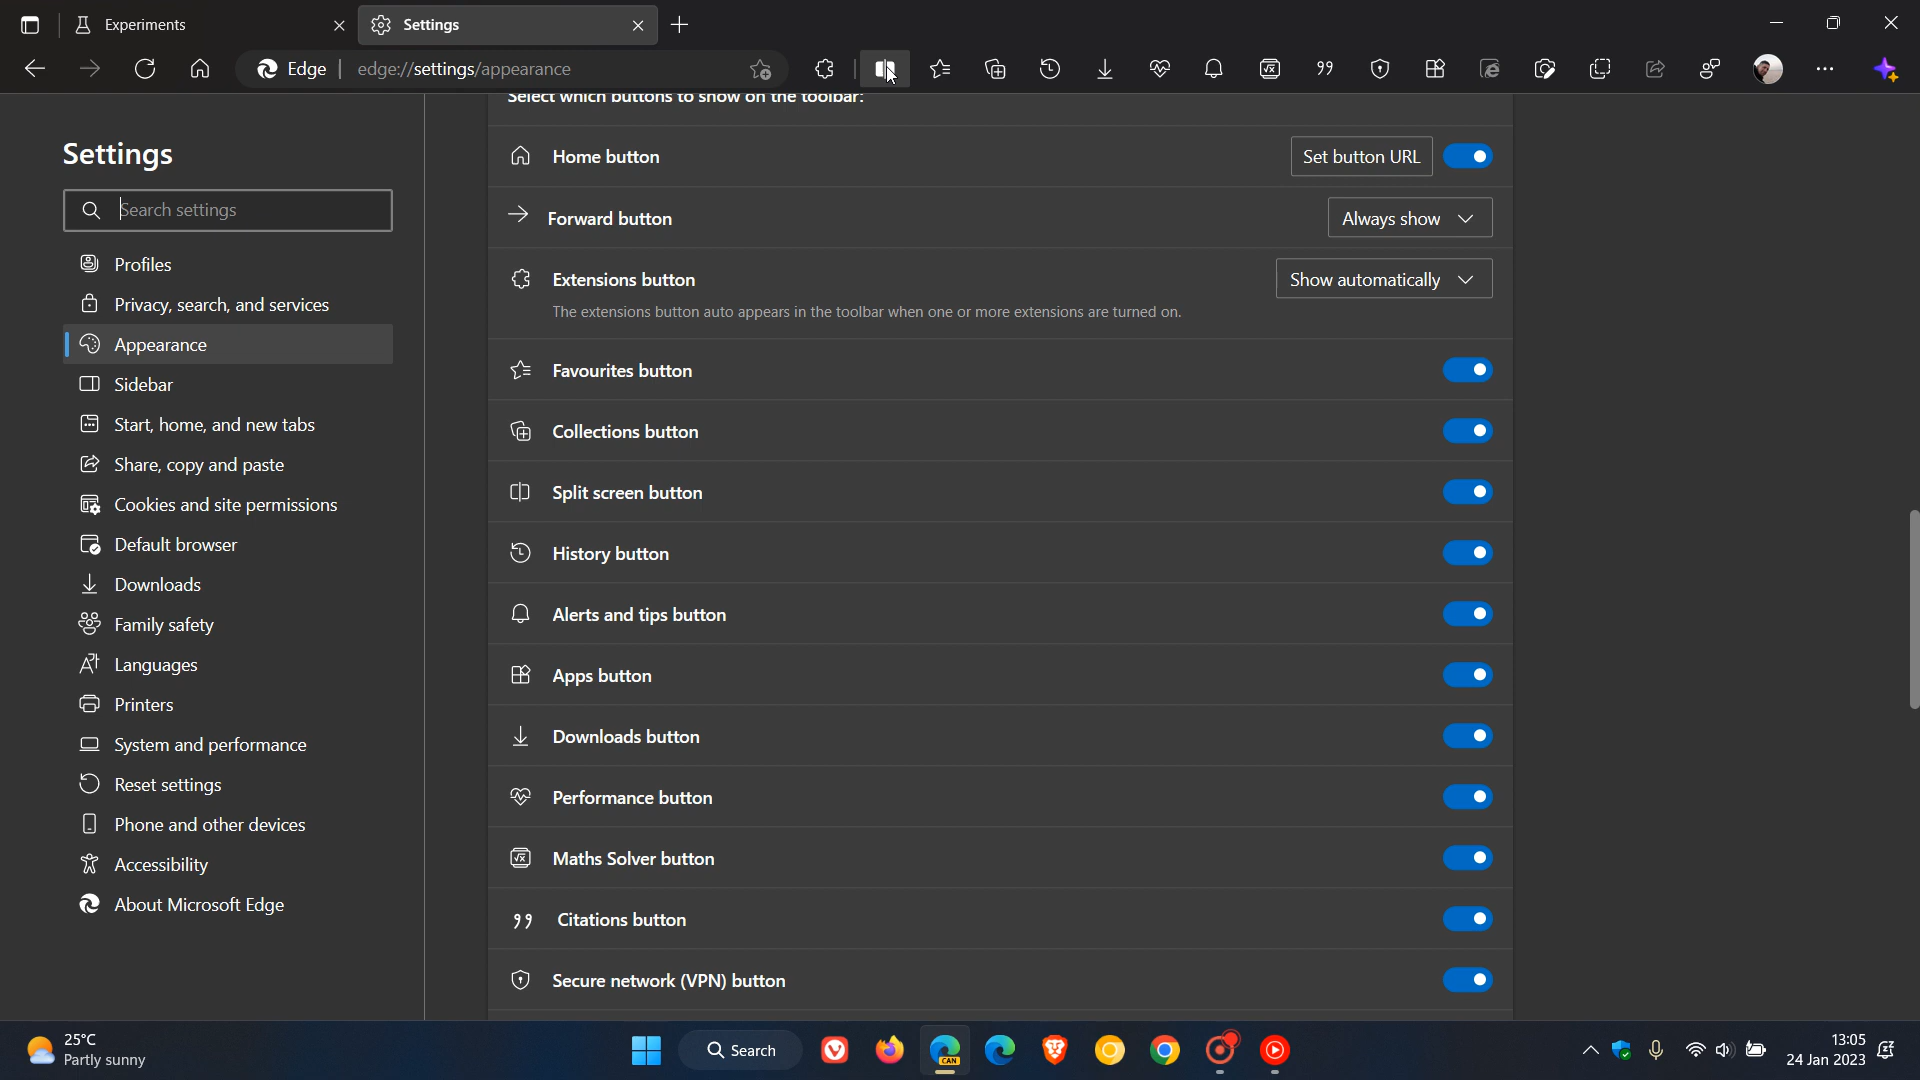 Experiments
Settings
Edge
edge://settings/appearance
Select which buttons to show on the toolbar:
Settings
Search settings
Profiles
Privacy, search, and services
Appearance
Sidebar
Start, home, and new tabs
Share, copy and paste
Cookies and site permissions
Default browser
Downloads
Family safety
Languages
Printers
System and performance
Reset settings
Phone and other devices
Accessibility
About Microsoft Edge
Home button
Set button URL
Forward button
Always show
Extensions button
Show automatically
The extensions button auto appears in the toolbar when one or more extensions are turned on.
Favourites button
Collections button
Split screen button
History button
Alerts and tips button
Apps button
Downloads button
Performance button
Maths Solver button
Citations button
Secure network (VPN) button
25°C
Partly sunny
Search
CAN
13:05
24 Jan 2023